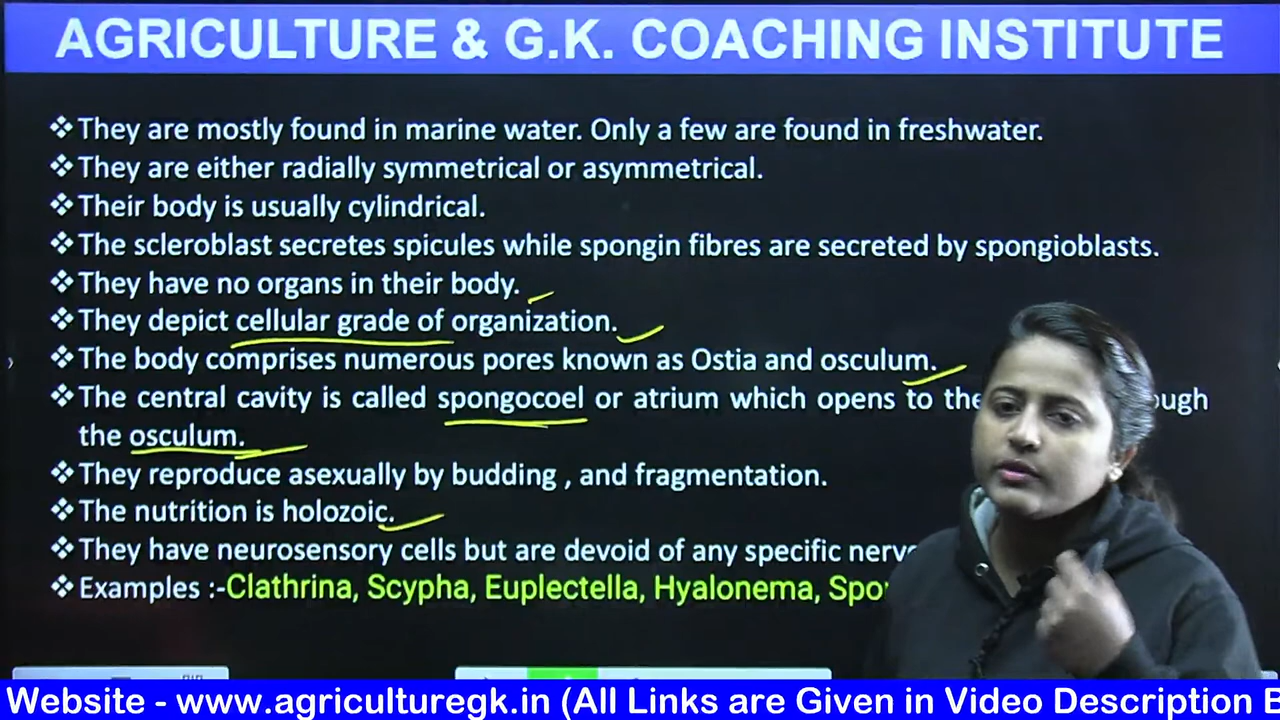 AGRICULTURE & G.K. COACHING INSTITUTE
❖They are mostly found in marine water. Only a few are found in freshwater.
❖They are either radially symmetrical or asymmetrical.
❖Their body is usually cylindrical.
❖The scleroblast secretes spicules while spongin fibres are secreted by spongioblasts.
❖They have no organs in their body.
❖They depict cellular grade of organization.
❖The body comprises numerous pores known as Ostia and osculum.
❖The central cavity is called spongocoel or atrium which opens to the
the osculum.
❖They reproduce asexually by budding , and fragmentation.
❖The nutrition is holozoic.
❖They have neurosensory cells but are devoid of any specific
❖Examples :-Clathrina, Scypha, Euplectella, Hyalonema,
Website - www.agriculturegk.in (All Links are Given in Video Description